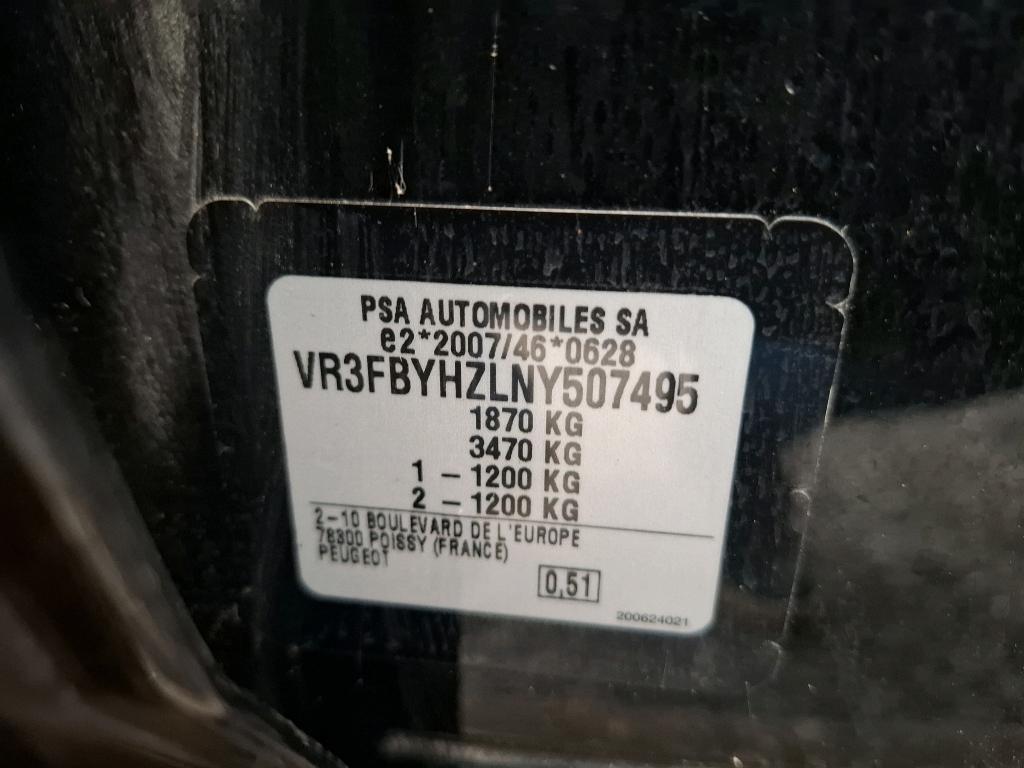 PSA AUTOMOBILES SA
e2*2007/46*0628
VR3FBYHZLNY507495
1870 KG
3470 KG
1 - 1200 KG
2 - 1200 KG
2-10 BOULEVARD DE L'EUROPE
78300 POISSY (FRANCE)
PEUGEOT
0,51
200624021